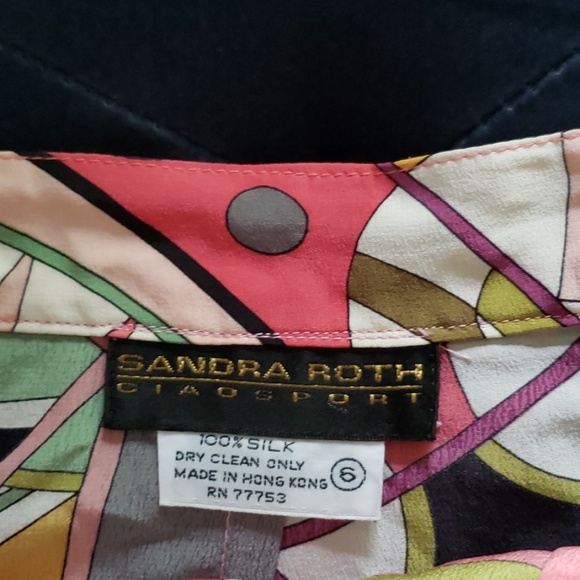 SANDRA ROTH
CIAOSPORT
100% SILK
DRY CLEAN ONLY
MADE IN HONG KONG
6
RN 77753